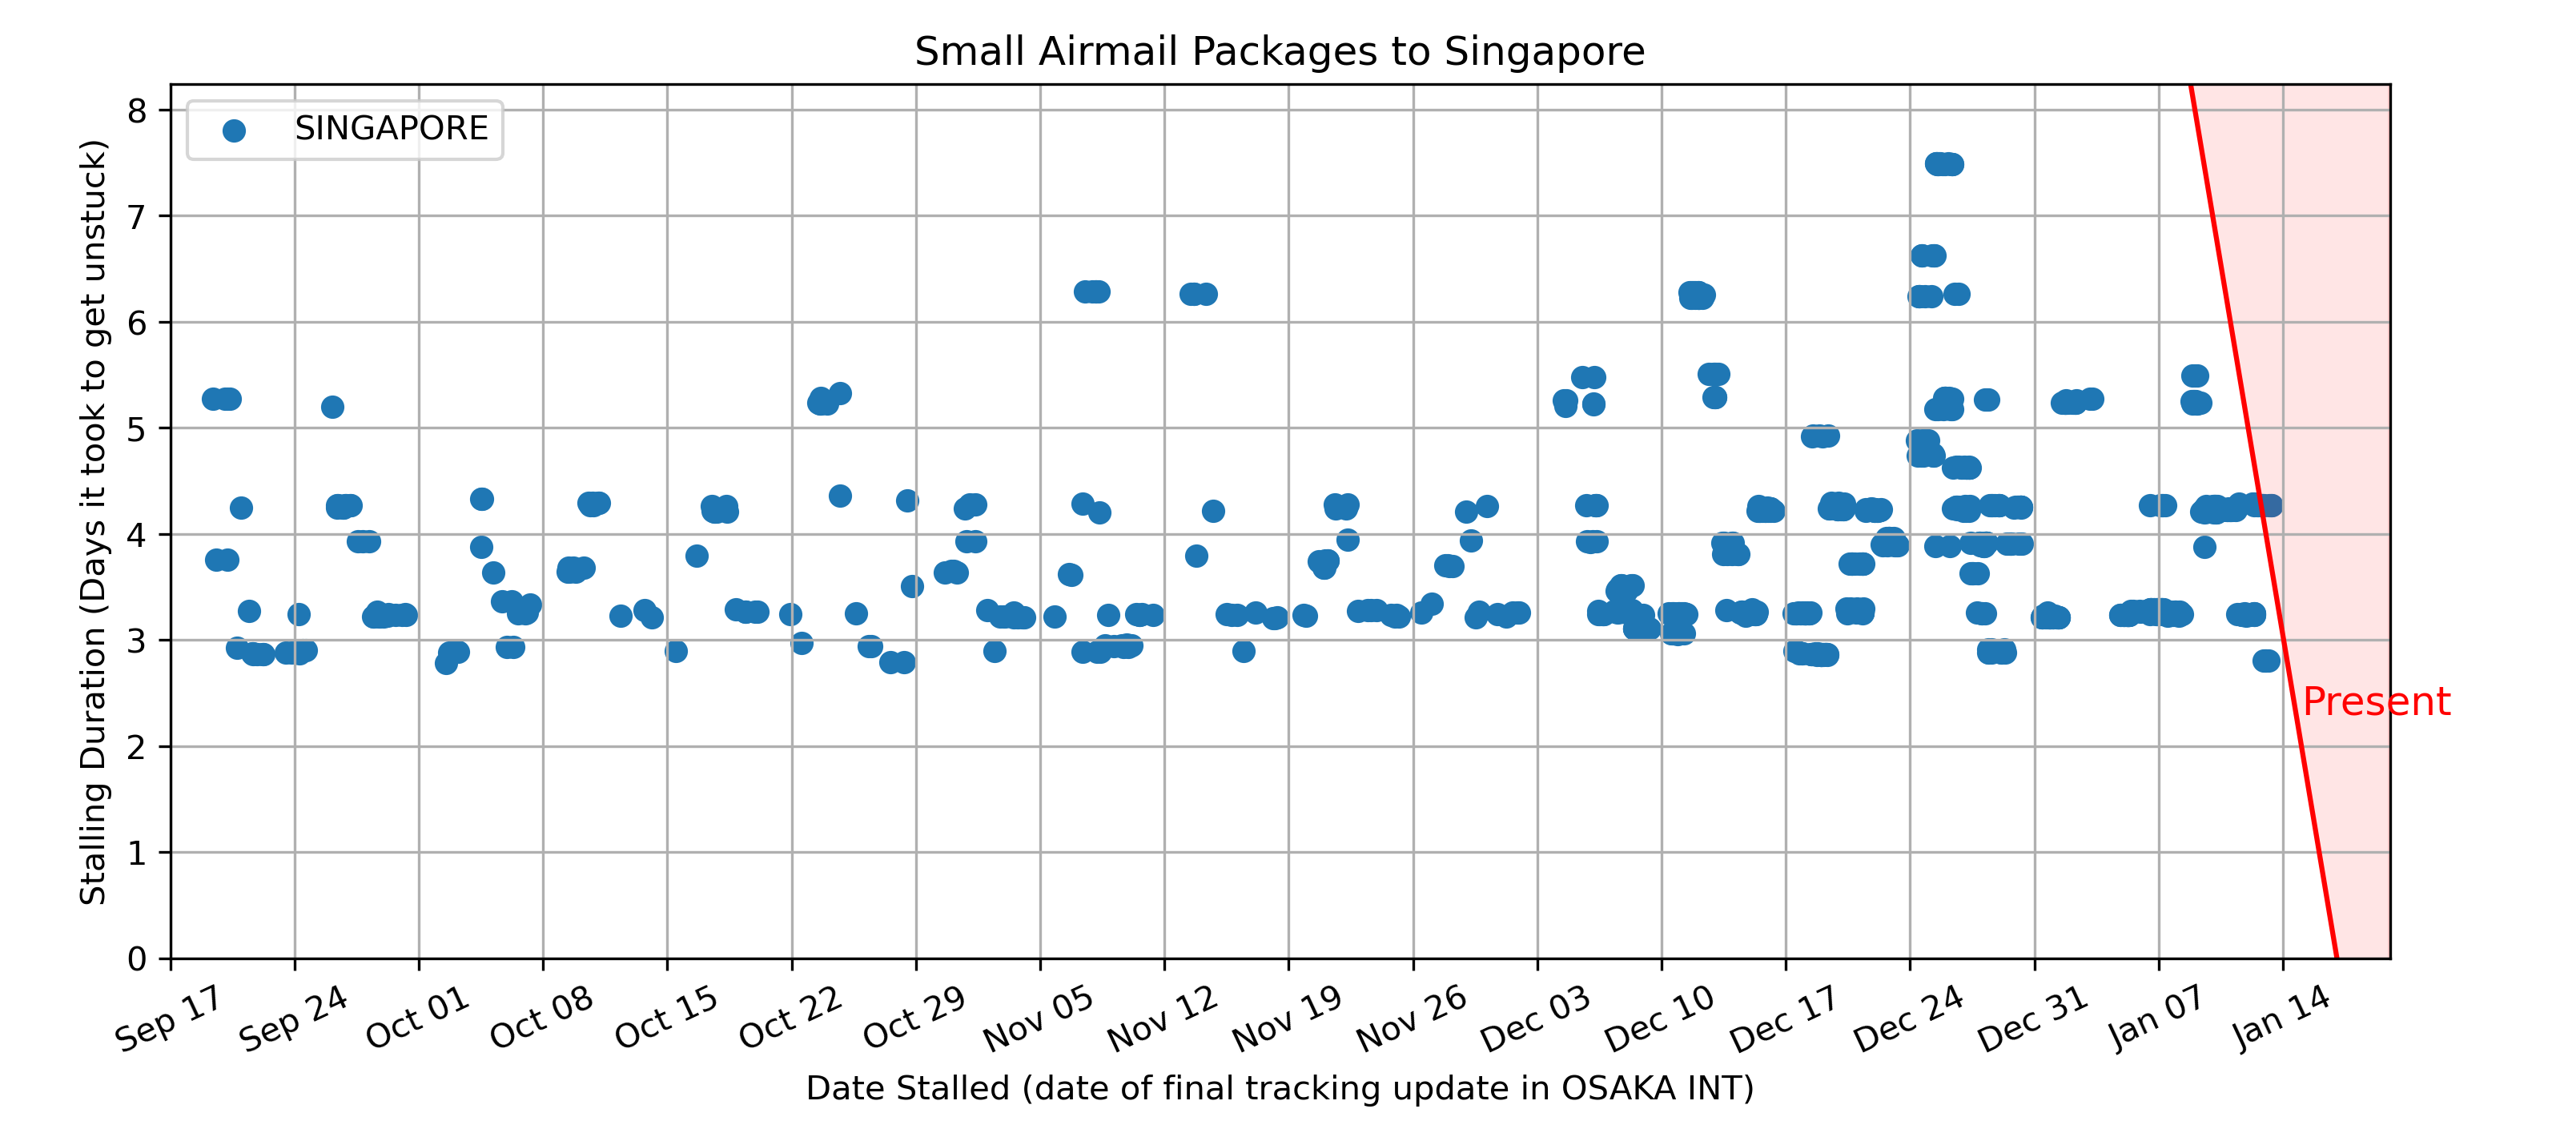 Small Airmail Packages to Singapore
SINGAPORE
Stalling Duration (Days it took to get unstuck)
8
7
6
5
4
3
2
1
0
Present
Sep 17
Sep 24
Oct 01
Oct 08
Oct 15
Oct 22
Oct 29
Nov 05
Nov 12
Nov 19
Nov 26
Dec 03
Dec 10
Dec 17
Dec 24
Dec 31
Jan 07
Jan 14
Date Stalled (date of final tracking update in OSAKA INT)